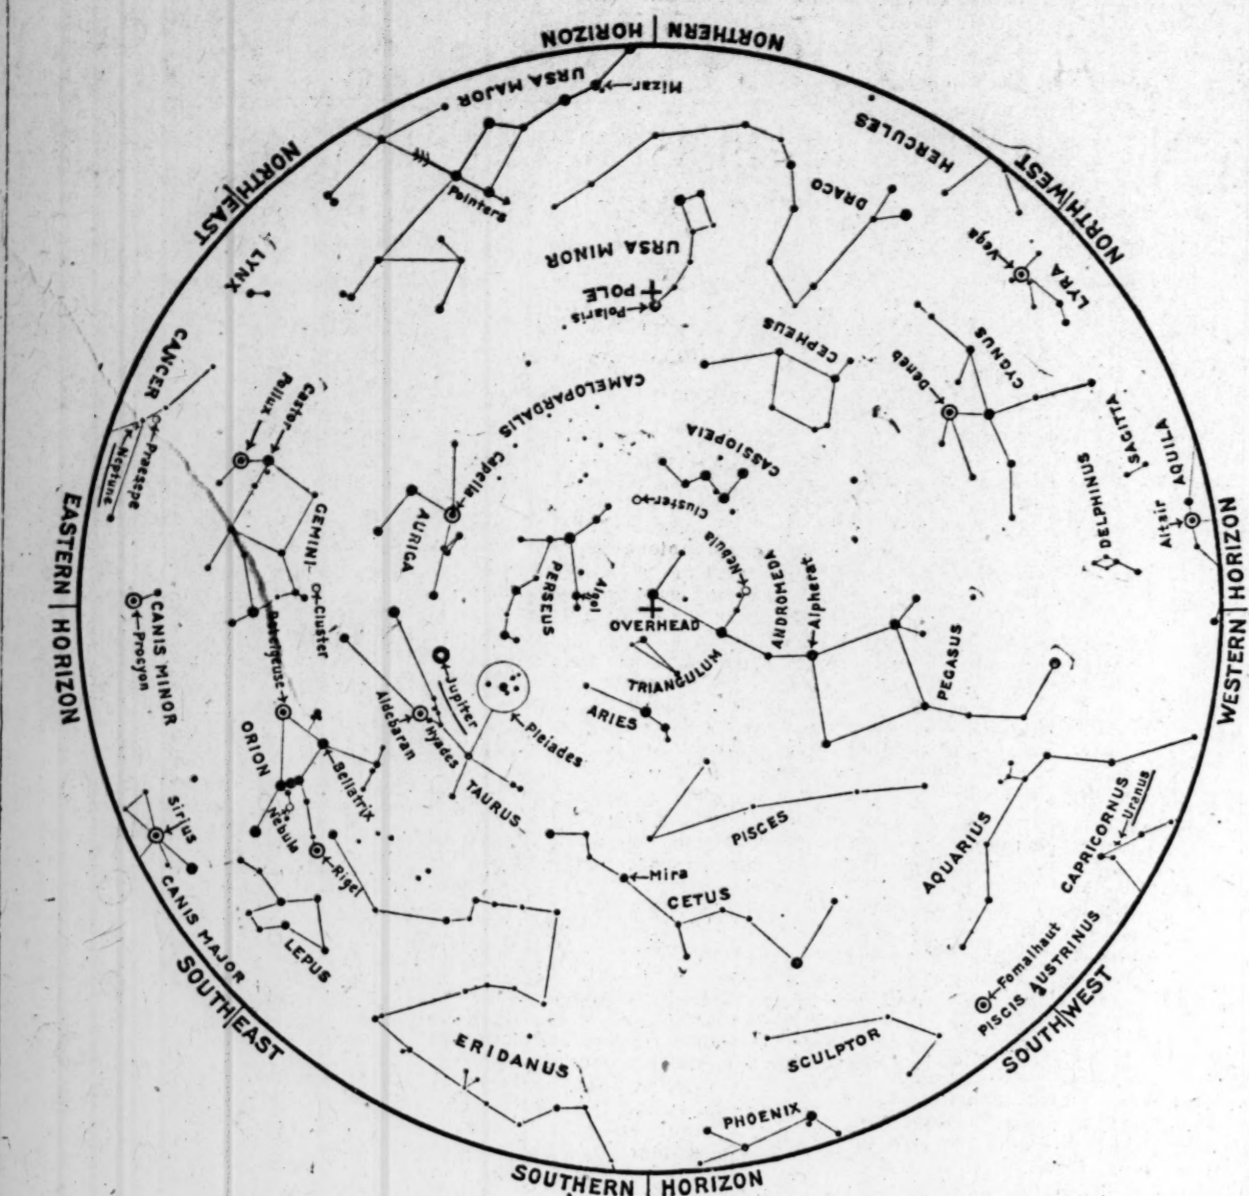 NORTHERN HORIZON
URSA MAJOR
Mizar
HERCULES
NORTH EAST
NORTH WEST
Pointers
DRACO
URSA MINOR
POLE
Polaris
Vega
LYRA
LYNX
CEPHEUS
CYGNUS
Deneb
CANCER
CAMELOPARDALIS
Castor
Pollux
SAGITTA
AQUILA
Praesepe
Neptune
CASSIOPEIA
Cluster
Capella
DELPHINUS
Altair
EASTERN HORIZON
GEMINI
AURIGA
PERSEUS
Algol
Nebula
ANDROMEDA
Alpherat
OVERHEAD
WESTERN HORIZON
CANIS MINOR
Procyon
Cluster
Betelgeuse
TRIANGULUM
PEGASUS
Jupiter
Aldebaran
Hyades
Pleiades
ARIES
ORION
Bellatrix
TAURUS
Sirius
Nebula
PISCES
AQUARIUS
CAPRICORNUS
Uranus
Rigel
Mira
CETUS
CANIS MAJOR
LEPUS
Fomalhaut
PISCIS AUSTRINUS
SOUTH EAST
SOUTH WEST
ERIDANUS
SCULPTOR
PHOENIX
SOUTHERN HORIZON